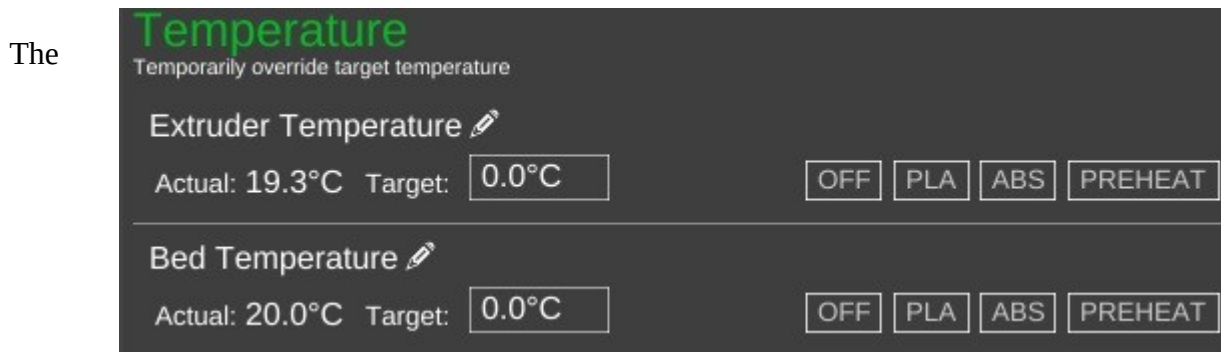 The
Temperature
Temporarily override target temperature
Extruder Temperature
Actual: 19.3°C Target: 0.0°C OFF PLA ABS PREHEAT
Bed Temperature
Actual: 20.0°C Target: 0.0°C OFF PLA ABS PREHEAT